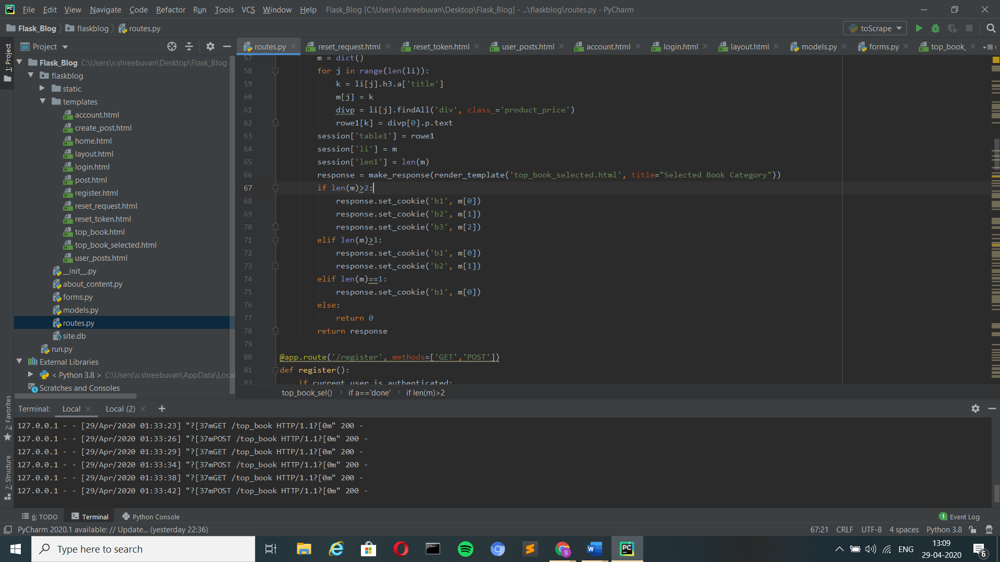 File Edit View Navigate Code Refactor Run Tools VCS Window Help Flask_Blog [C:\Users\v.shreebuvan\Desktop\Flask_Blog] - ...\flaskblog\routes.py - PyCharm
Flask_Blog flaskblog routes.py toScrape
1: Project
Project
routes.py reset_request.html reset_token.html user_posts.html account.html login.html layout.html models.py forms.py top_book_ 1
Flask_Blog C:\Users\v.shreebuvan\Desktop\Flask_Blog
flaskblog
static
templates
account.html
create_post.html
home.html
layout.html
login.html
post.html
register.html
reset_request.html
reset_token.html
top_book.html
top_book_selected.html
user_posts.html
__init__.py
about_content.py
forms.py
models.py
routes.py
site.db
run.py
External Libraries
< Python 3.8 > C:\Users\v.shreebuvan\AppData\Local
Scratches and Consoles
57 m = dict()
58 for j in range(len(li)):
59 k = li[j].h3.a['title']
60 m[j] = k
61 divp = li[j].findAll('div', class_='product_price')
62 rowe1[k] = divp[0].p.text
63 session['table1'] = rowe1
64 session['li'] = m
65 session['len1'] = len(m)
66 response = make_response(render_template('top_book_selected.html', title="Selected Book Category"))
67 if len(m)>2:
68 response.set_cookie('b1', m[0])
69 response.set_cookie('b2', m[1])
70 response.set_cookie('b3', m[2])
71 elif len(m)>1:
72 response.set_cookie('b1', m[0])
73 response.set_cookie('b2', m[1])
74 elif len(m)==1:
75 response.set_cookie('b1', m[0])
76 else:
77 return 0
78 return response
79
80 @app.route('/register', methods=['GET','POST'])
81 def register():
82 if current_user.is_authenticated:
top_book_sel() if a=='done' if len(m)>2
2: Favorites
7: Structure
Terminal: Local Local (2) +
127.0.0.1 - - [29/Apr/2020 01:33:23] "?[37mGET /top_book HTTP/1.1?[0m" 200 -
127.0.0.1 - - [29/Apr/2020 01:33:26] "?[37mPOST /top_book HTTP/1.1?[0m" 200 -
127.0.0.1 - - [29/Apr/2020 01:33:29] "?[37mGET /top_book HTTP/1.1?[0m" 200 -
127.0.0.1 - - [29/Apr/2020 01:33:34] "?[37mPOST /top_book HTTP/1.1?[0m" 200 -
127.0.0.1 - - [29/Apr/2020 01:33:38] "?[37mGET /top_book HTTP/1.1?[0m" 200 -
127.0.0.1 - - [29/Apr/2020 01:33:42] "?[37mPOST /top_book HTTP/1.1?[0m" 200 -
6: TODO Terminal Python Console 1 Event Log
PyCharm 2020.1 available: // Update... (yesterday 22:36) 67:21 CRLF UTF-8 4 spaces Python 3.8
Type here to search ENG 13:09
29-04-2020 6